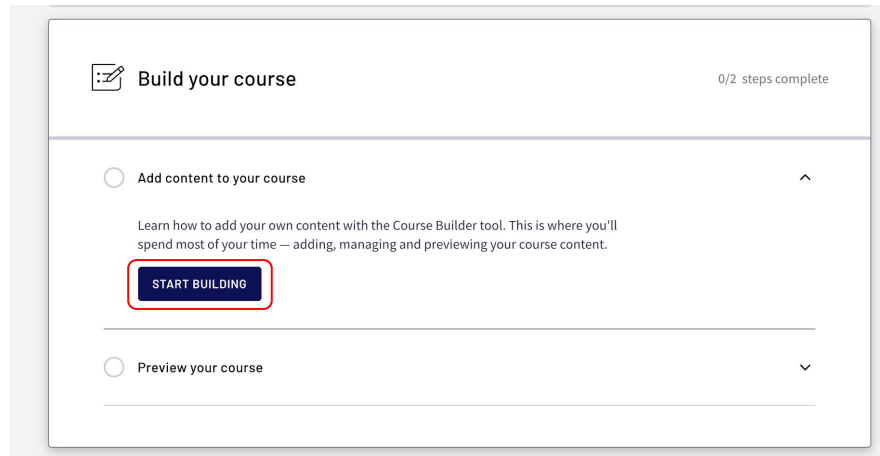 Build your course
0/2 steps complete
Add content to your course
Learn how to add your own content with the Course Builder tool. This is where you'll
spend most of your time — adding, managing and previewing your course content.
START BUILDING
Preview your course